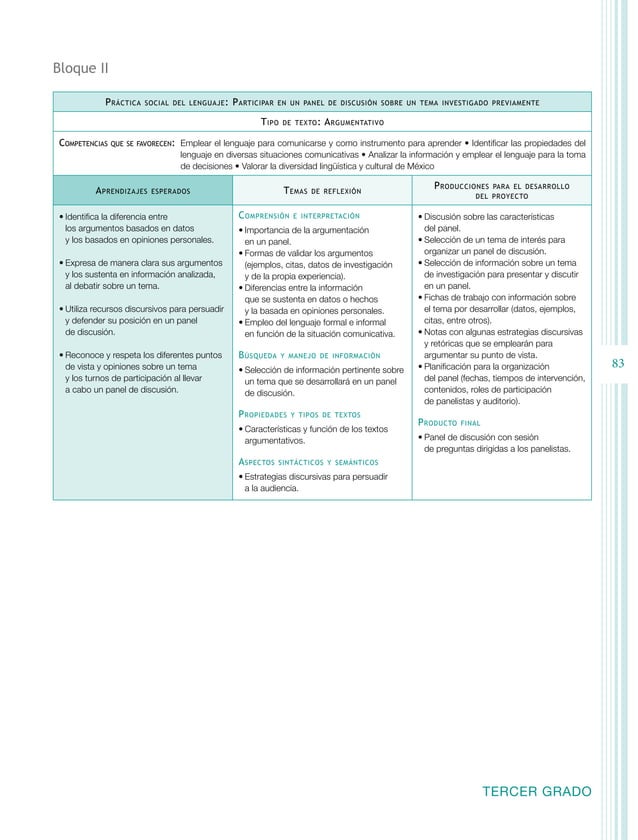 Bloque II
Práctica social del lenguaje: Participar en un panel de discusión sobre un tema investigado previamente
Tipo de texto: Argumentativo
Competencias que se favorecen: Emplear el lenguaje para comunicarse y como instrumento para aprender • Identificar las propiedades del
lenguaje en diversas situaciones comunicativas • Analizar la información y emplear el lenguaje para la toma
de decisiones • Valorar la diversidad lingüística y cultural de México
Aprendizajes esperados
• Identifica la diferencia entre
los argumentos basados en datos
y los basados en opiniones personales.
• Expresa de manera clara sus argumentos
y los sustenta en información analizada,
al debatir sobre un tema.
• Utiliza recursos discursivos para persuadir
y defender su posición en un panel
de discusión.
• Reconoce y respeta los diferentes puntos
de vista y opiniones sobre un tema
y los turnos de participación al llevar
a cabo un panel de discusión.
Temas de reflexión
Comprensión e interpretación
• Importancia de la argumentación
en un panel.
• Formas de validar los argumentos
(ejemplos, citas, datos de investigación
y de la propia experiencia).
• Diferencias entre la información
que se sustenta en datos o hechos
y la basada en opiniones personales.
• Empleo del lenguaje formal e informal
en función de la situación comunicativa.
Búsqueda y manejo de información
• Selección de información pertinente sobre
un tema que se desarrollará en un panel
de discusión.
Propiedades y tipos de textos
• Características y función de los textos
argumentativos.
Aspectos sintácticos y semánticos
• Estrategias discursivas para persuadir
a la audiencia.
Producciones para el desarrollo
del proyecto
• Discusión sobre las características
del panel.
• Selección de un tema de interés para
organizar un panel de discusión.
• Selección de información sobre un tema
de investigación para presentar y discutir
en un panel.
• Fichas de trabajo con información sobre
el tema por desarrollar (datos, ejemplos,
citas, entre otros).
• Notas con algunas estrategias discursivas
y retóricas que se emplearán para
argumentar su punto de vista.
• Planificación para la organización
del panel (fechas, tiempos de intervención,
contenidos, roles de participación
de panelistas y auditorio).
Producto final
• Panel de discusión con sesión
de preguntas dirigidas a los panelistas.
83
TERCER GRADO